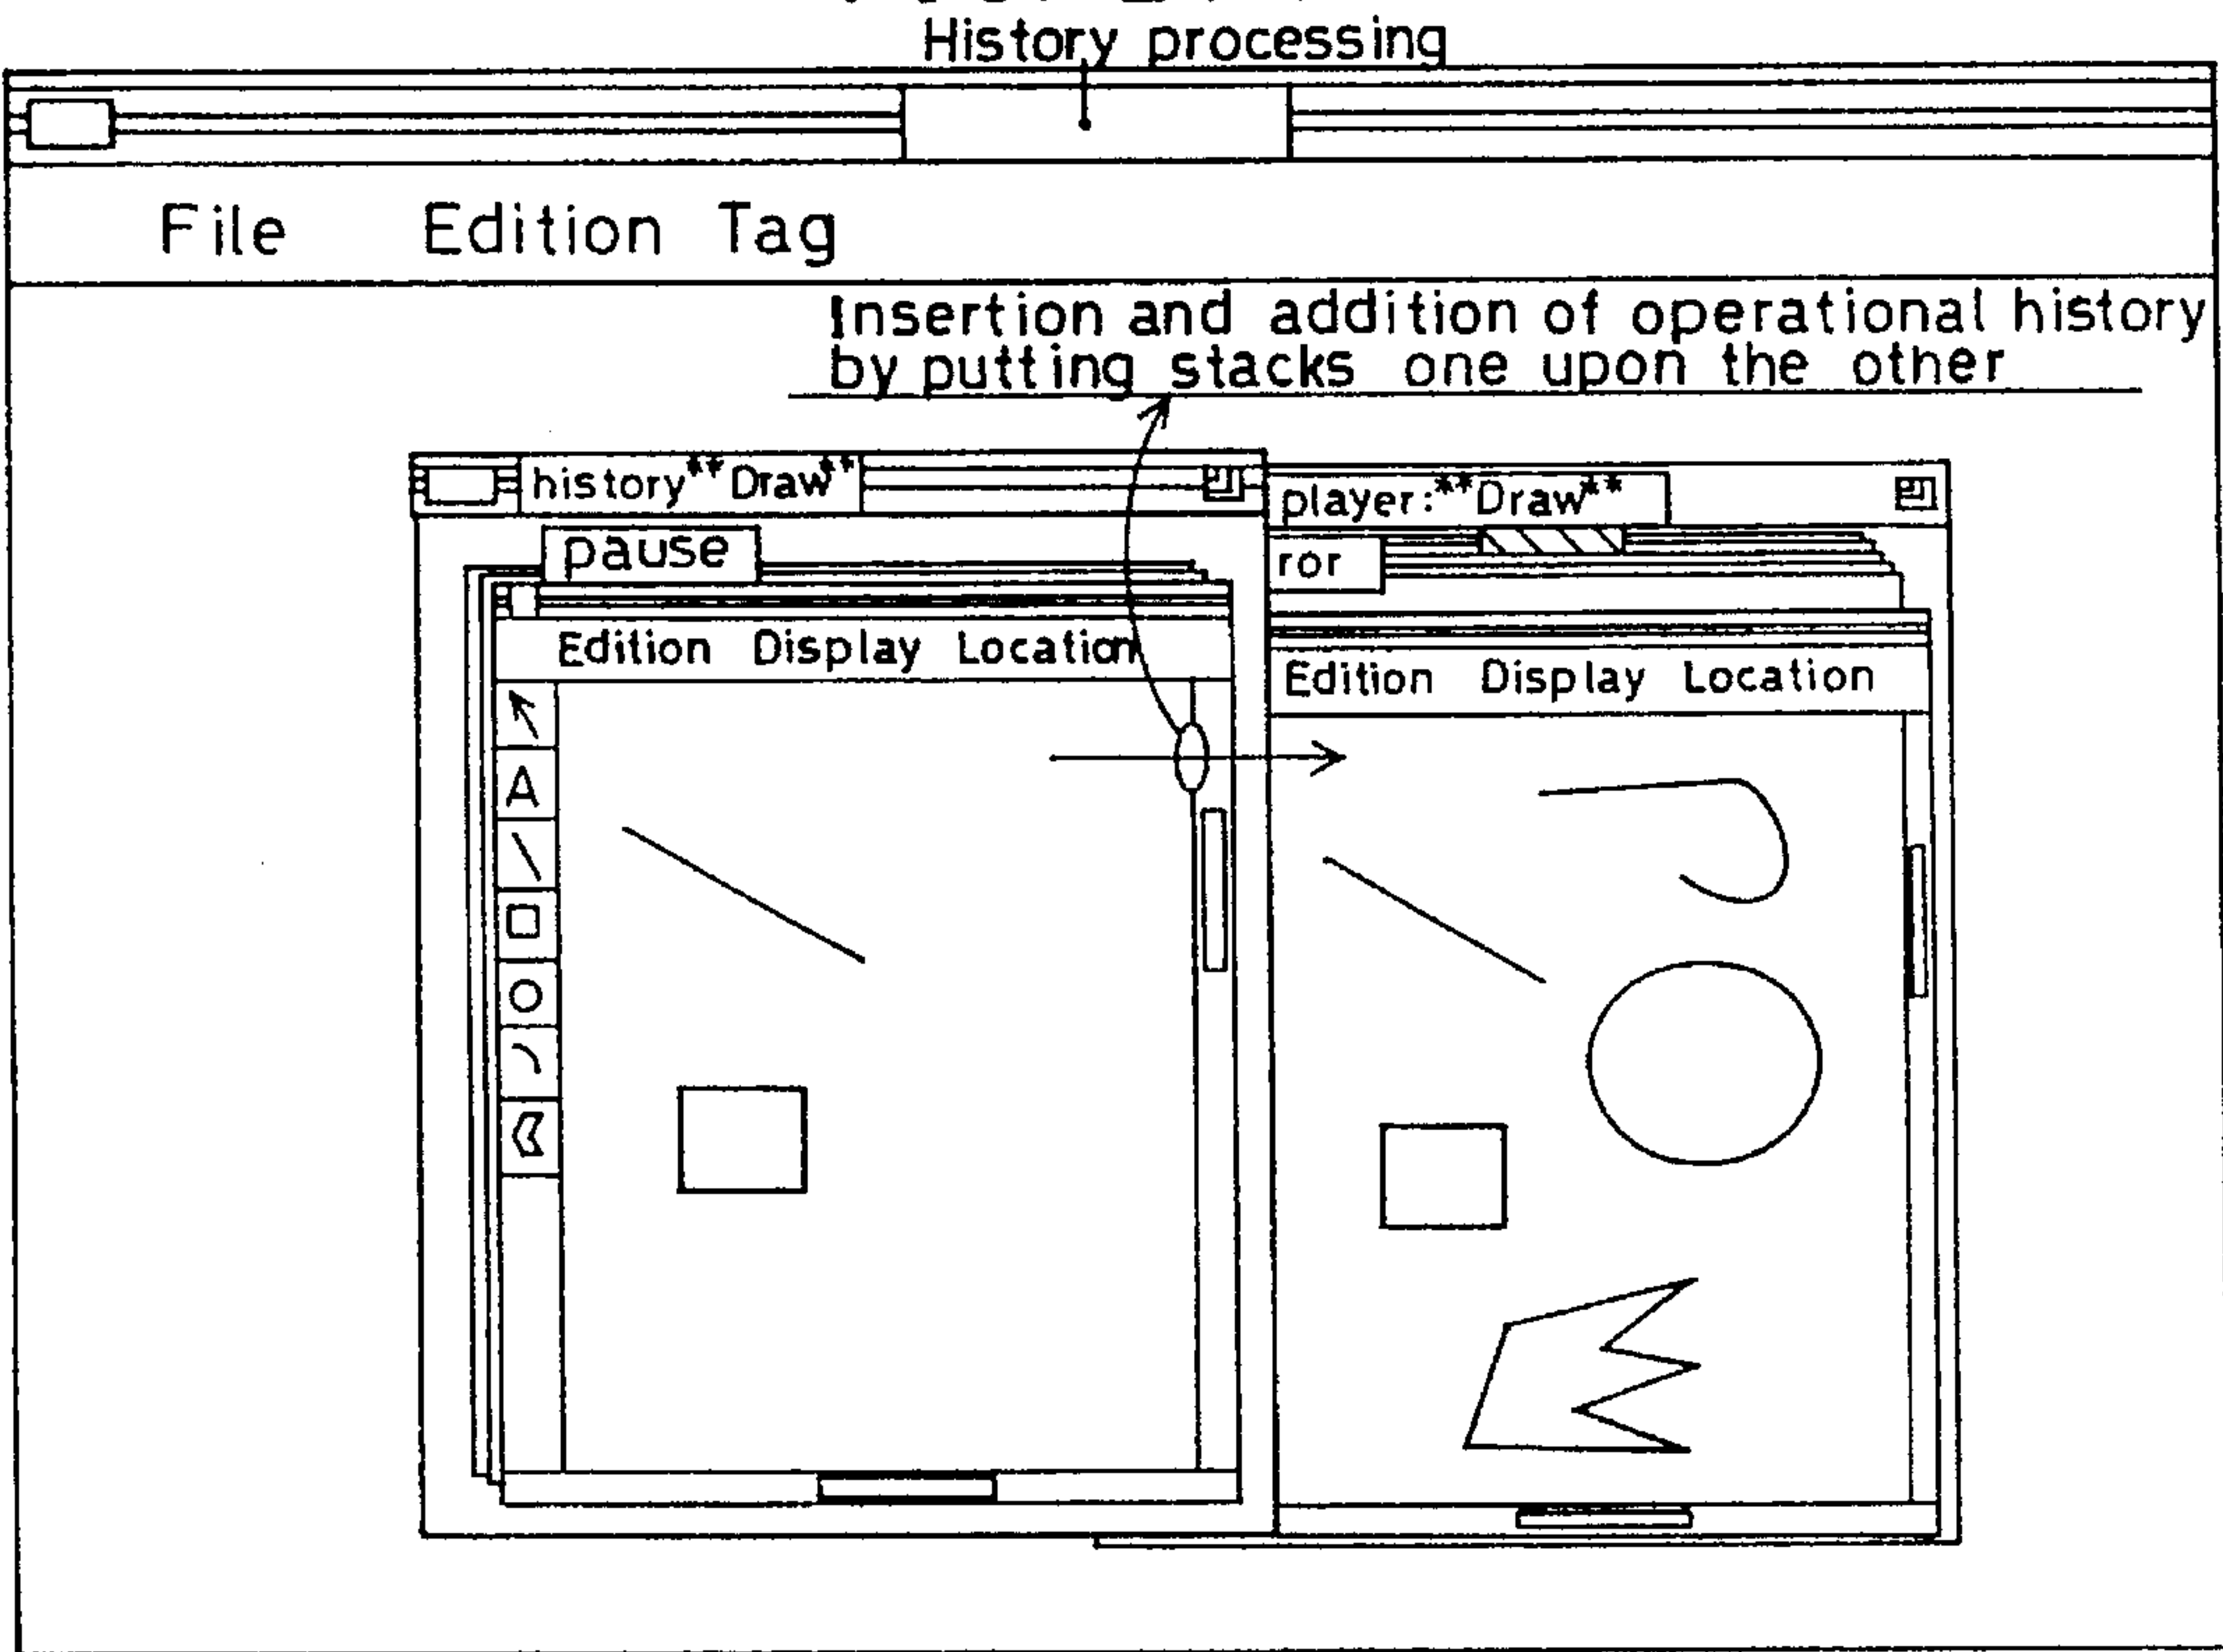 History processing
File Edition Tag
Insertion and addition of operational history
by putting stacks one upon the other
history**Draw**
player:**Draw**
pause
ror
Edition Display Location
Edition Display Location
A